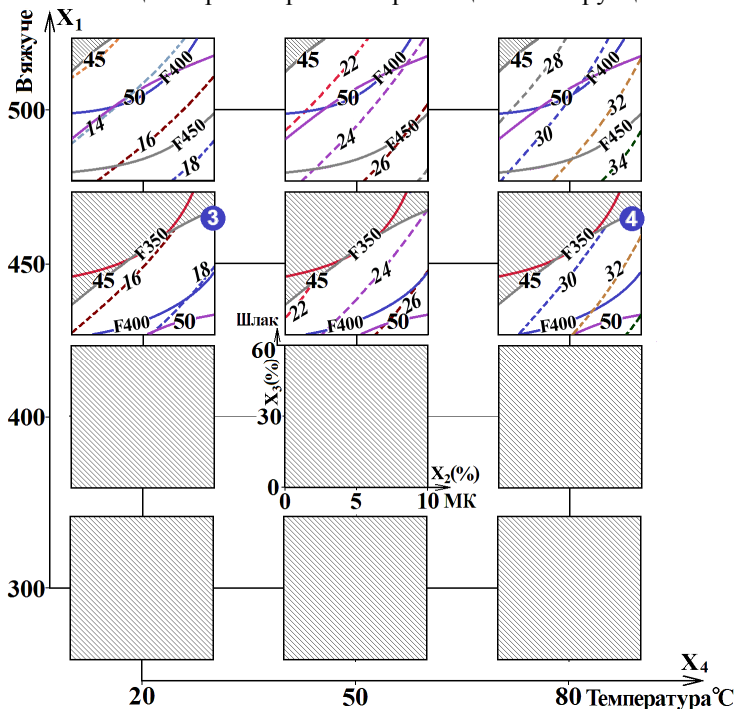 X1
В'яжуче
45 14 50 F400 16 F450 18
22 F400 50 24 F450 26
45 28 F400 50 30 32 F450 34
500
3 F350 45 16 18 F400 50
F350 45 22 24 26 F400 50
4 F350 45 30 32 F400 50
450
Шлак
60
X3(%)
400
30
0
X2(%)
0 5 10 МК
300
X4
20 50 80 Температура°С